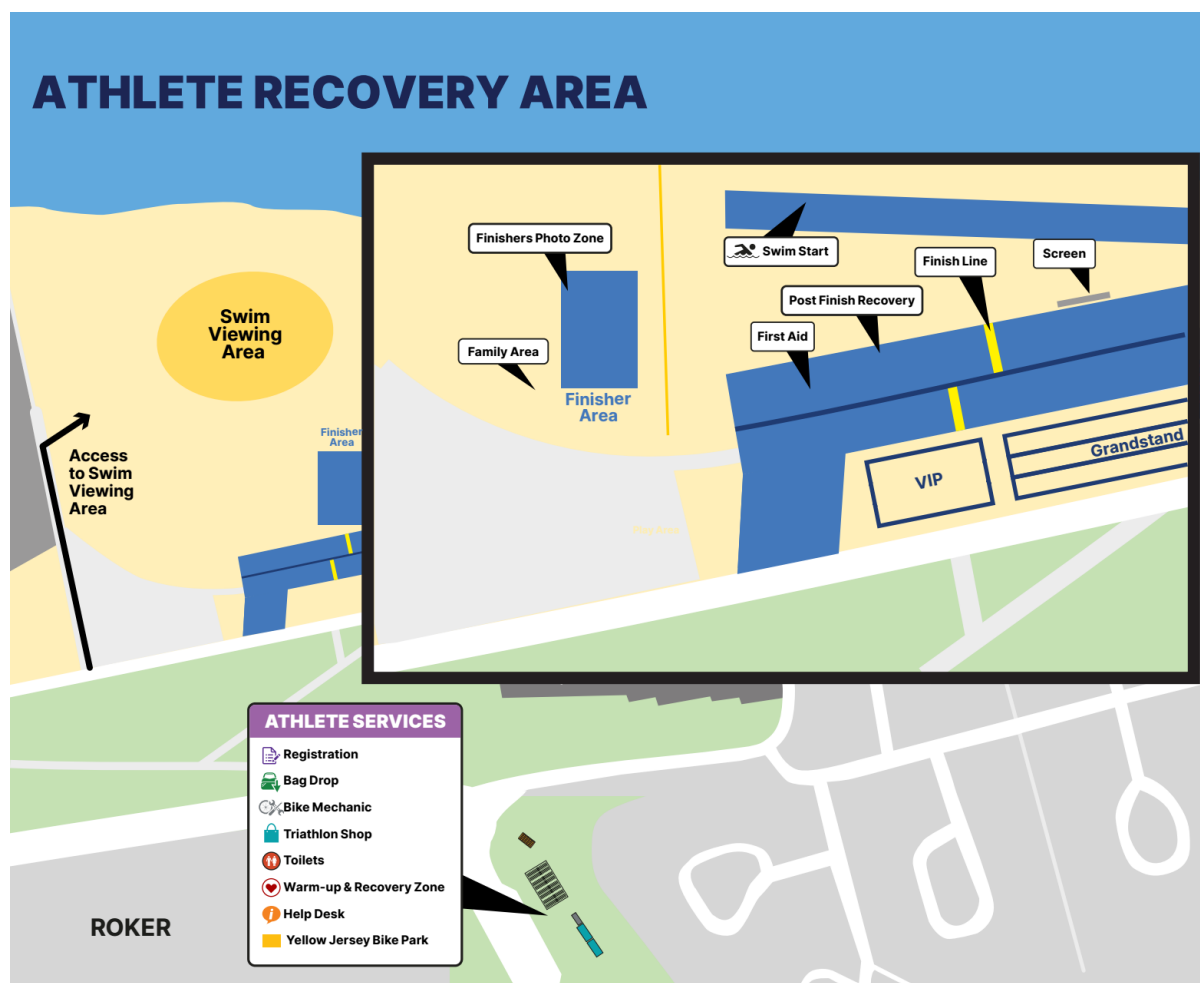 ATHLETE RECOVERY AREA
Finishers Photo Zone
Swim Start
Finish Line
Screen
Post Finish Recovery
First Aid
Family Area
Finisher
Area
VIP
Grandstand
Swim
Viewing
Area
Finisher
Area
Access
to Swim
Viewing
Area
ATHLETE SERVICES
Registration
Bag Drop
Bike Mechanic
Triathlon Shop
Toilets
Warm-up & Recovery Zone
Help Desk
Yellow Jersey Bike Park
ROKER